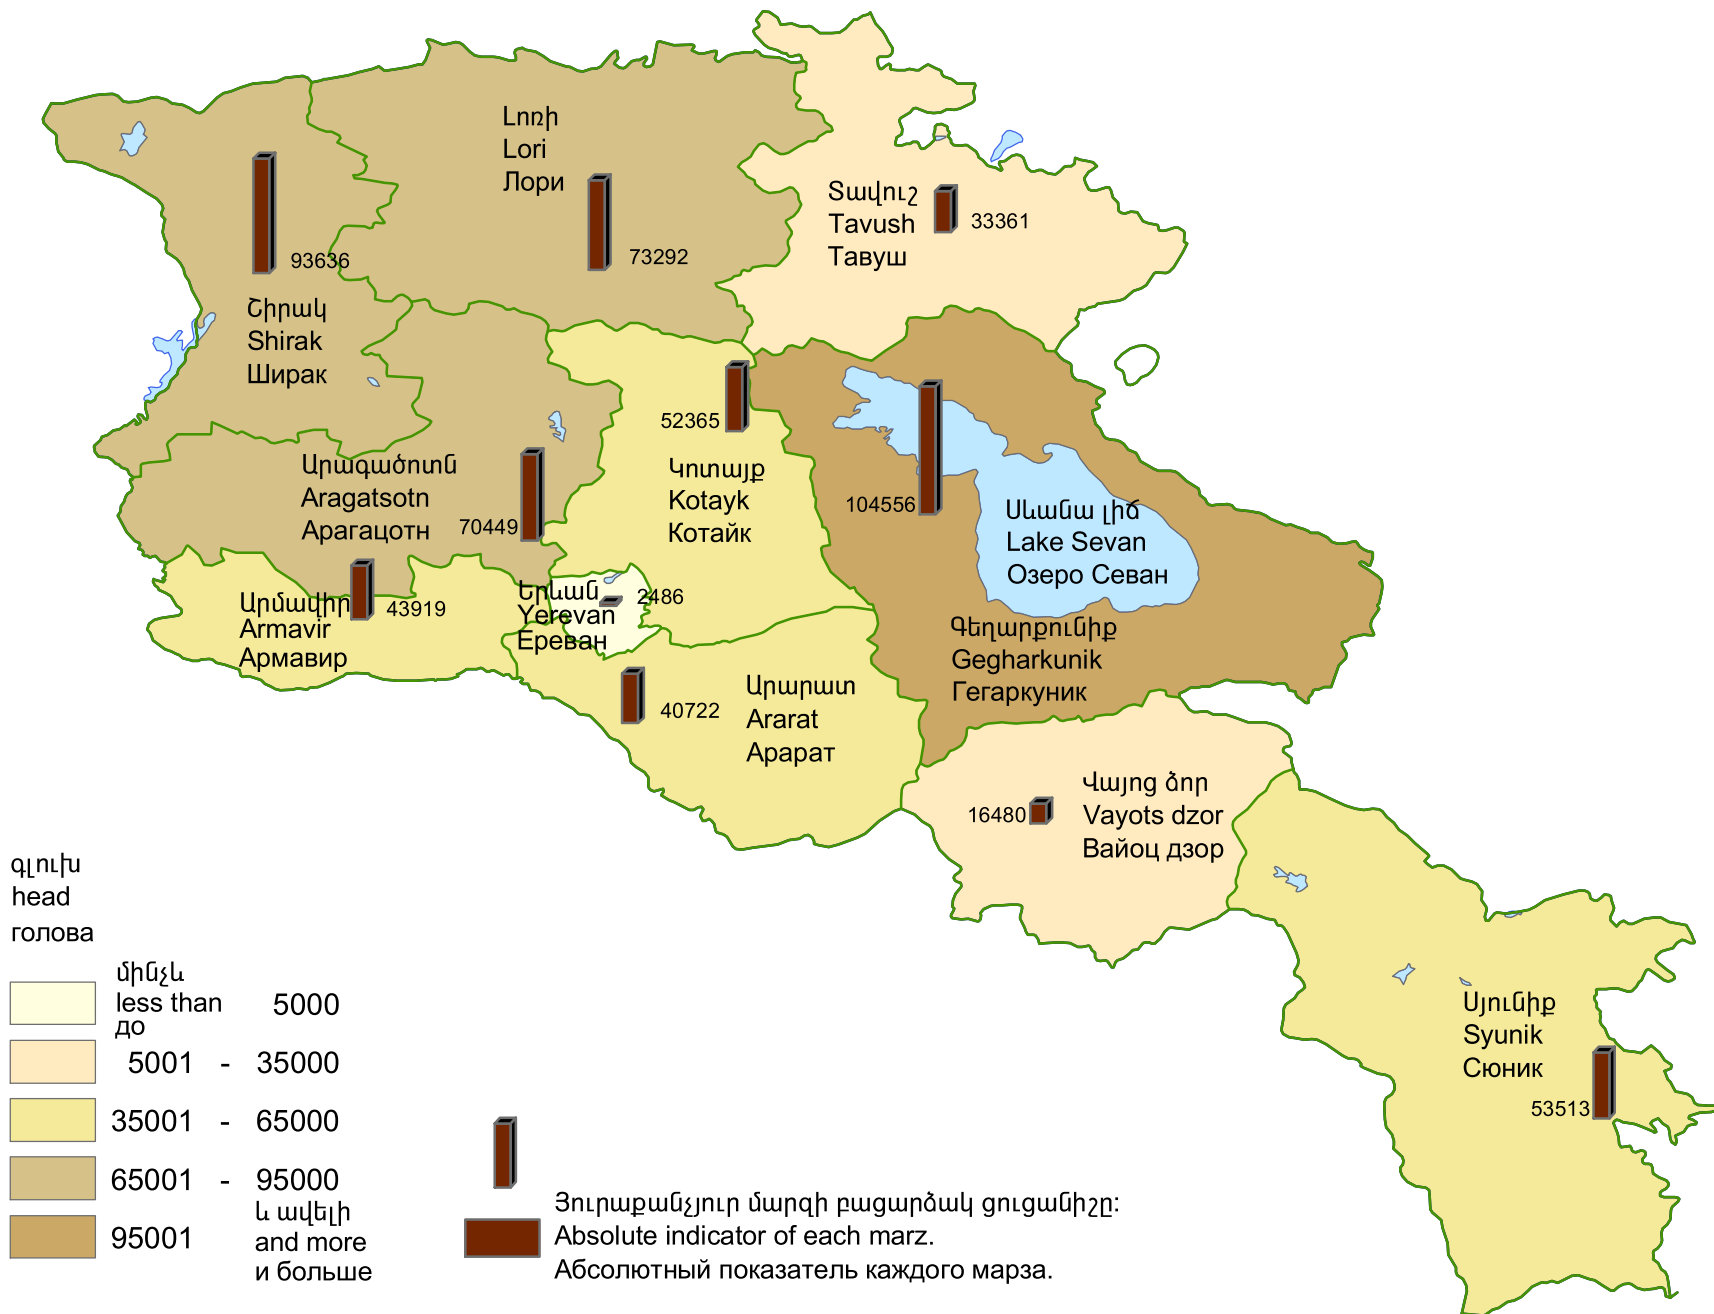 Լոռի
Lori
Лори
73292
93636
Շիրակ
Shirak
Ширак
Տավուշ
Tavush
Тавуш
33361
52365
Կոտայք
Kotayk
Котайк
Արագածոտն
Aragatsotn
Арагацотн
70449
104556
Սևանա լիճ
Lake Sevan
Озеро Севан
Արմավիր
Armavir
Армавир
43919
Երևան
Yerevan
Ереван
2486
Գեղարքունիք
Gegharkunik
Гегаркуник
40722
Արարատ
Ararat
Арарат
16480
Վայոց ձոր
Vayots dzor
Вайоц дзор
Սյունիք
Syunik
Сюник
53513
գլուխ
head
голова
մինչև
less than 5000
до
5001 - 35000
35001 - 65000
65001 - 95000
95001 և ավելի
and more
и больше
Յուրաքանչյուր մարզի բացարձակ ցուցանիշը:
Absolute indicator of each marz.
Абсолютный показатель каждого марза.